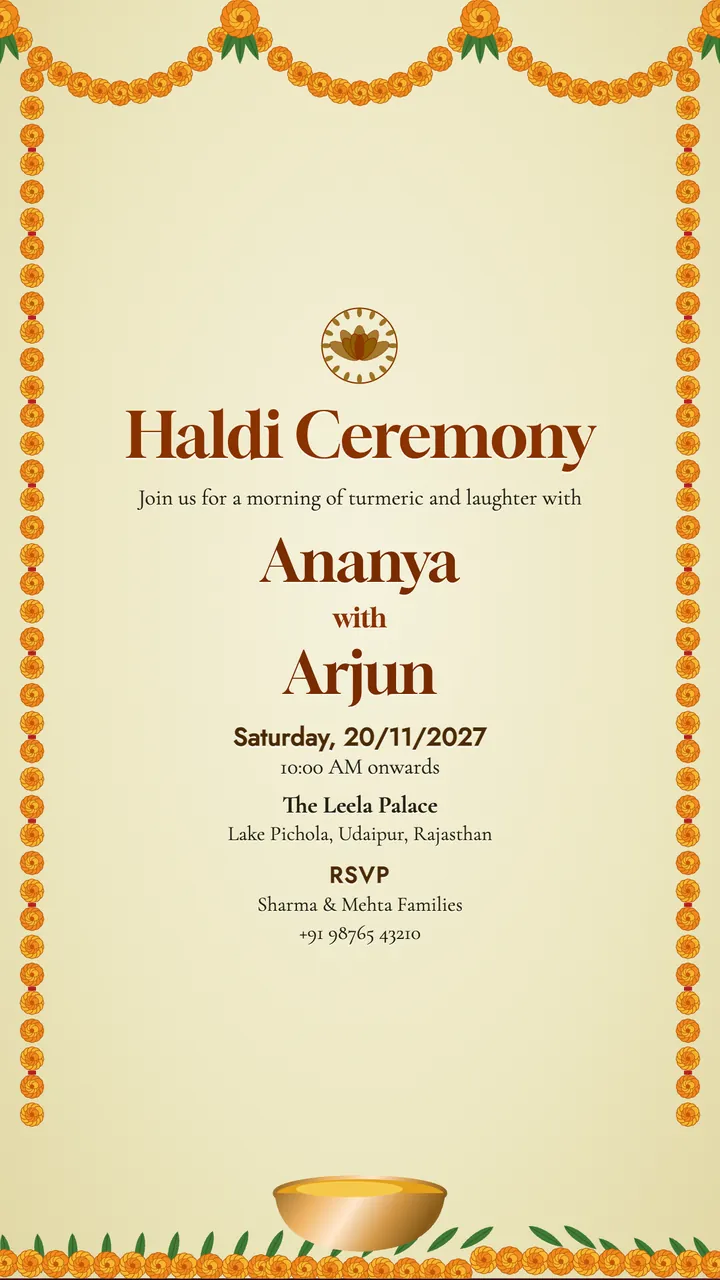 Haldi Ceremony
Join us for a morning of turmeric and laughter with
Ananya
with
Arjun
Saturday, 20/11/2027
10:00 AM onwards
The Leela Palace
Lake Pichola, Udaipur, Rajasthan
RSVP
Sharma & Mehta Families
+91 98765 43210